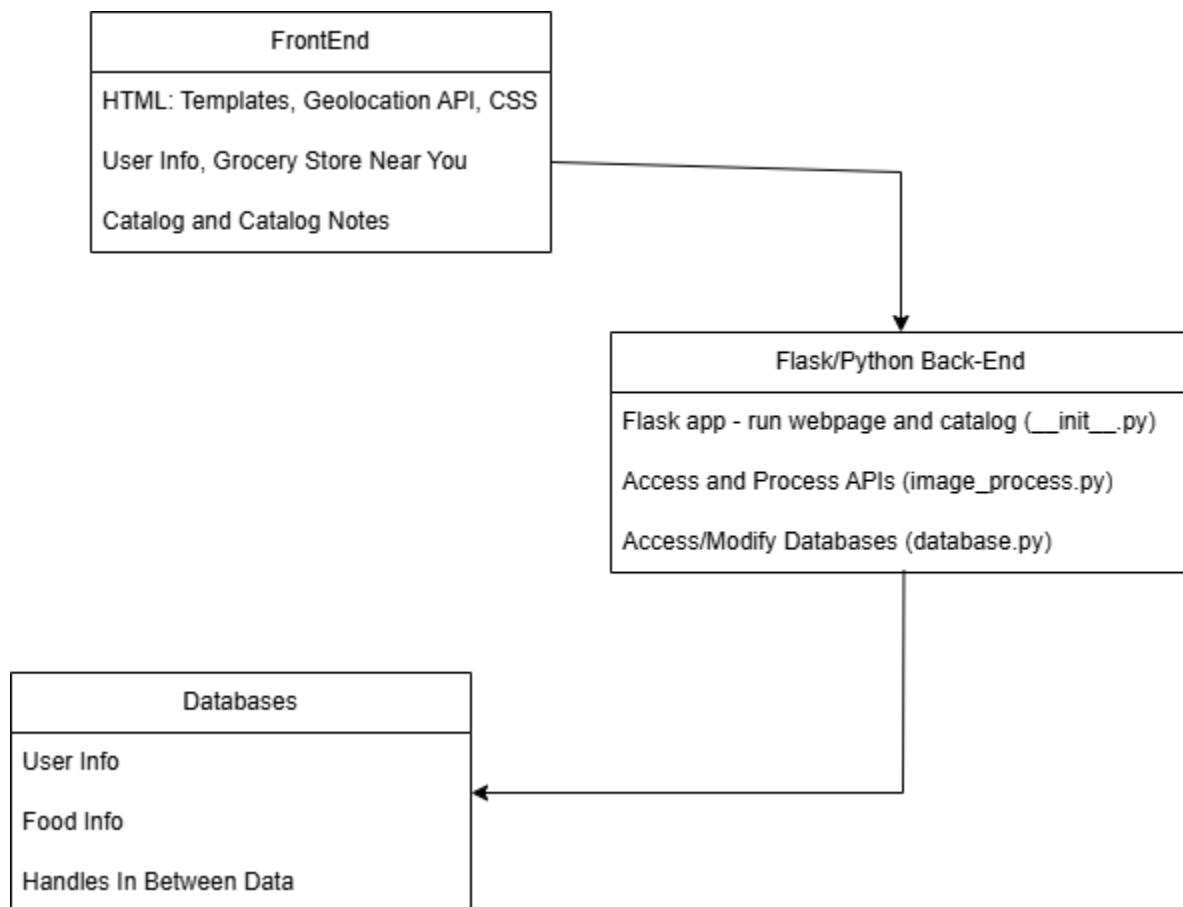 FrontEnd
HTML: Templates, Geolocation API, CSS
User Info, Grocery Store Near You
Catalog and Catalog Notes
Flask/Python Back-End
Flask app - run webpage and catalog (__init__.py)
Access and Process APIs (image_process.py)
Access/Modify Databases (database.py)
Databases
User Info
Food Info
Handles In Between Data